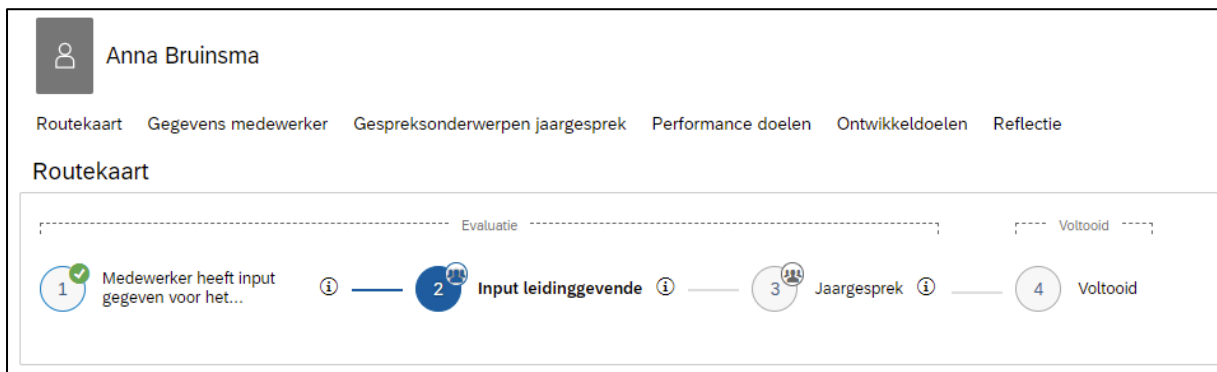 Anna Bruinsma
Routekaart Gegevens medewerker Gespreksonderwerpen jaargesprek Performance doelen Ontwikkeldoelen Reflectie
Routekaart
Evaluatie Voltooid
1 Medewerker heeft input gegeven voor het... i 2 Input leidinggevende i 3 Jaargesprek i 4 Voltooid